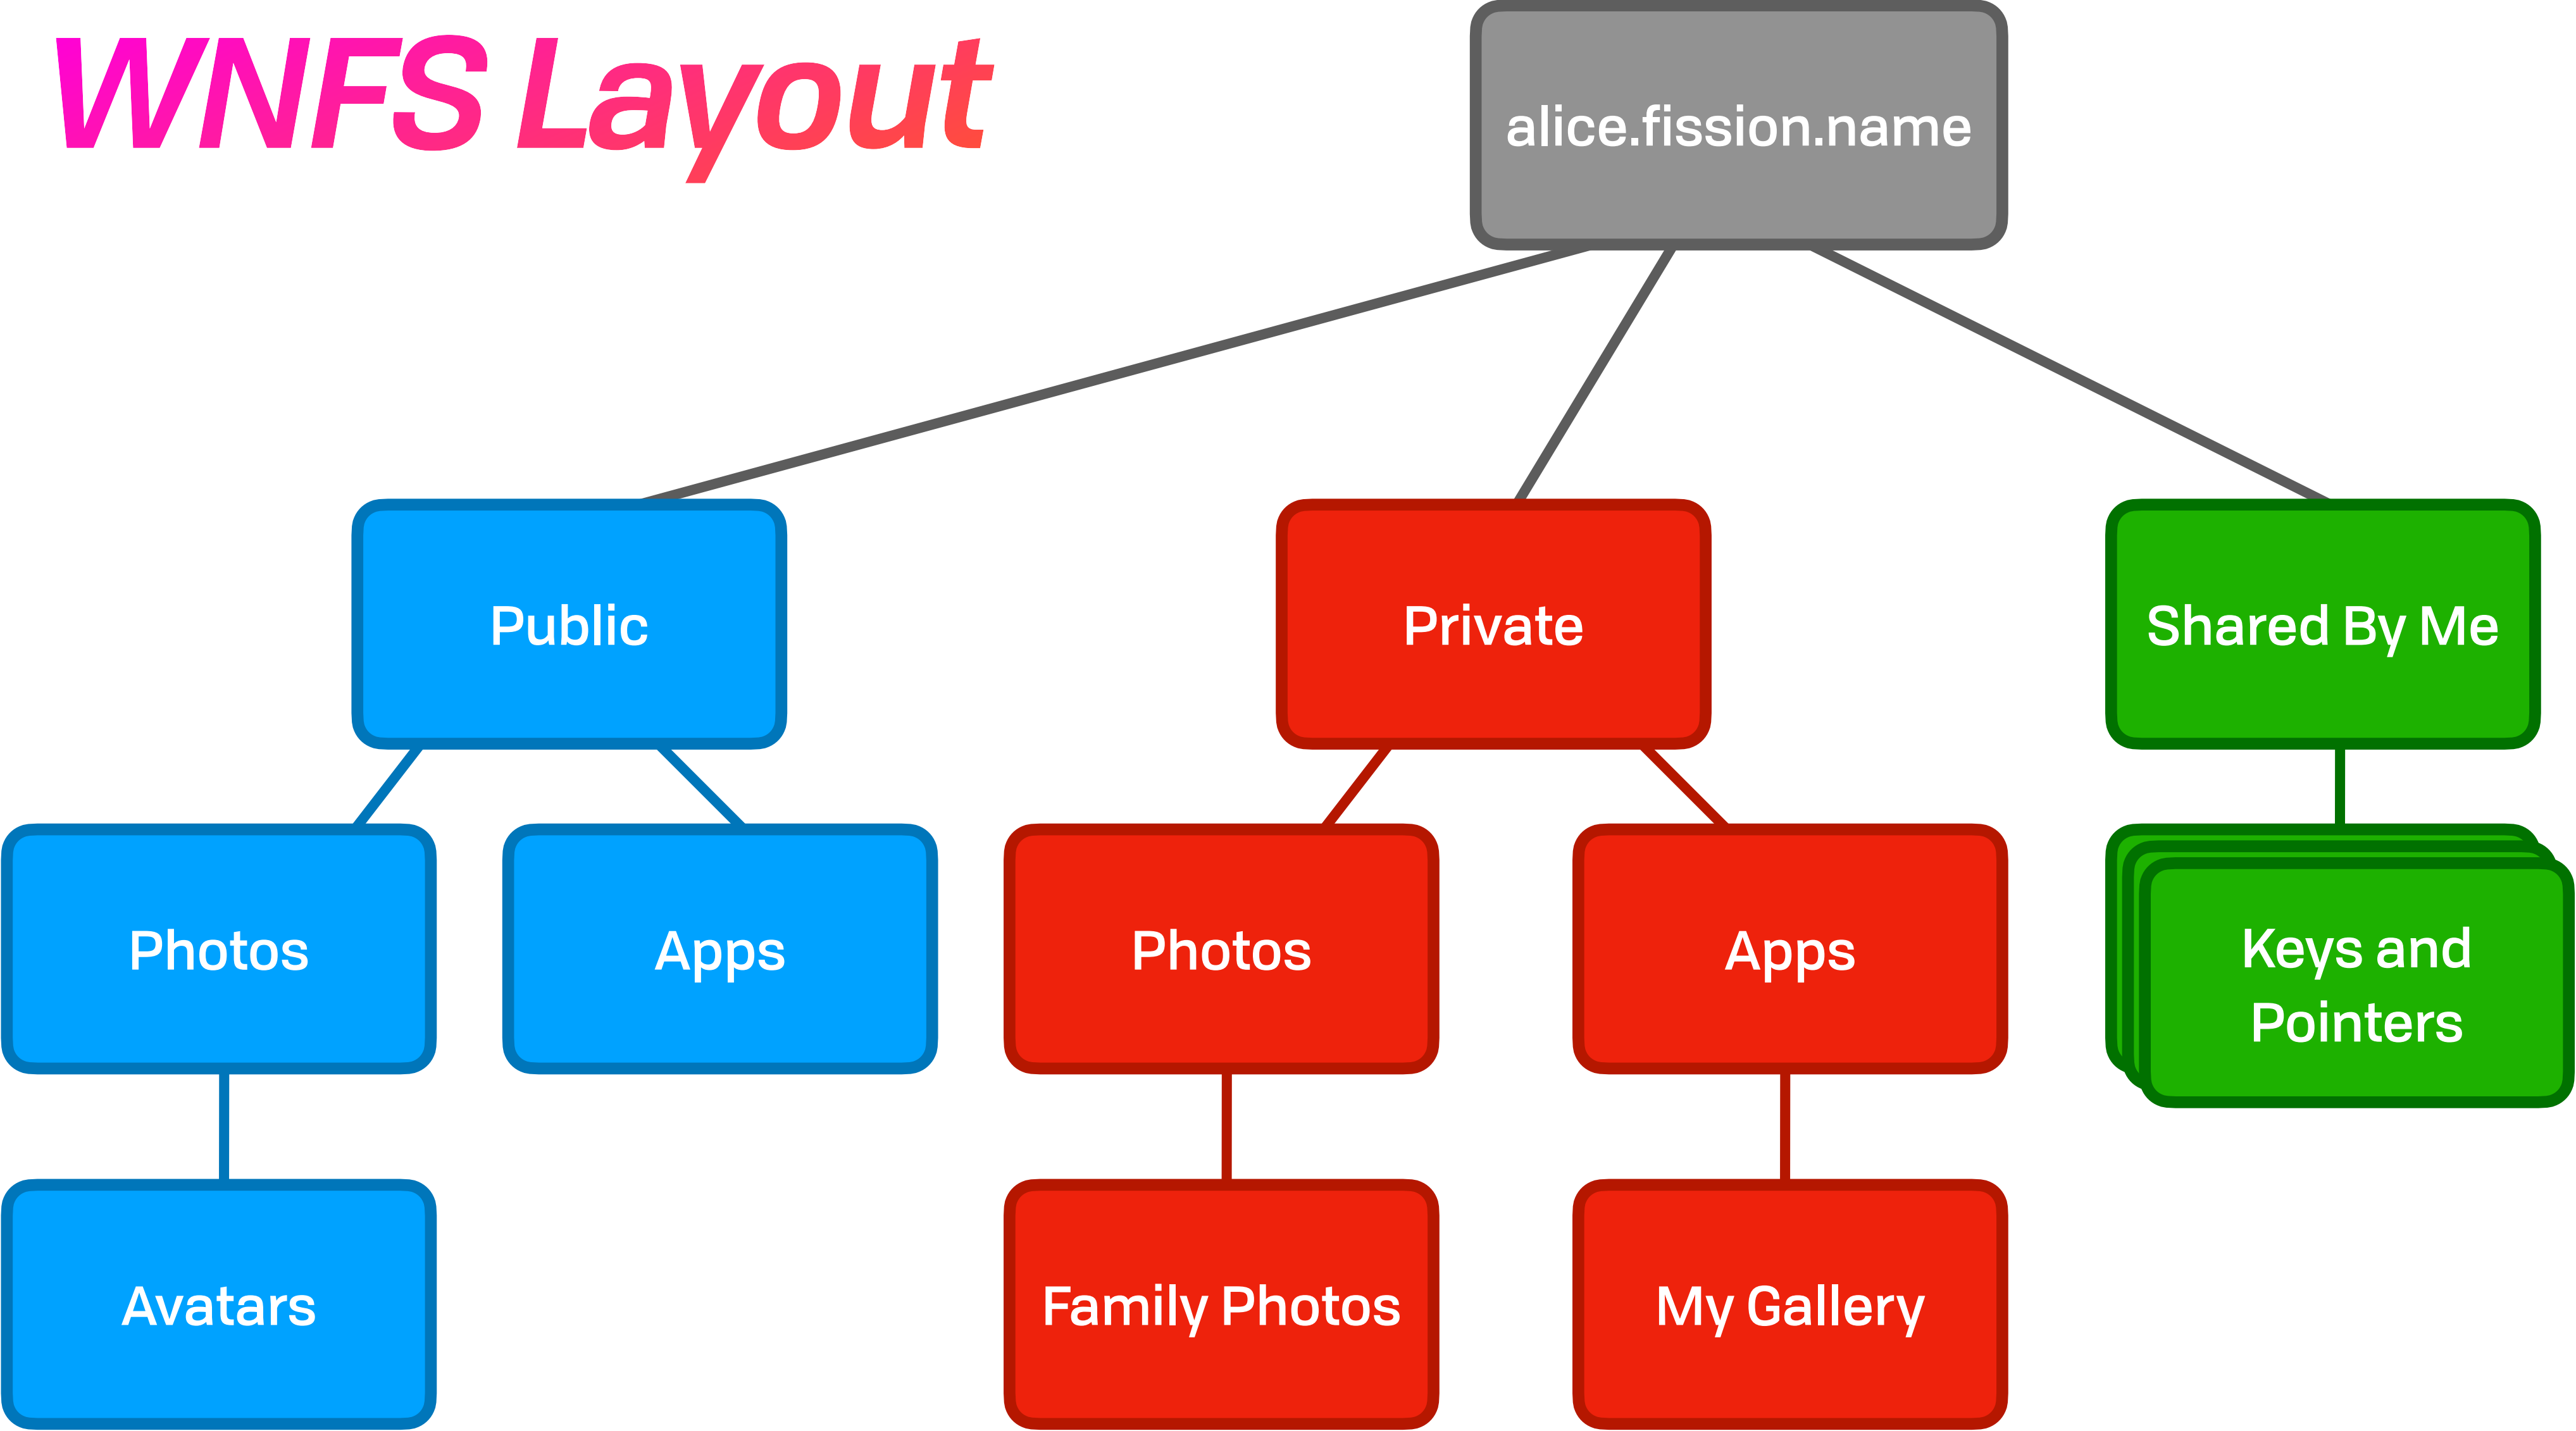 WNFS Layout
alice.fission.name
Public
Private
Shared By Me
Photos
Apps
Photos
Apps
Keys and
Pointers
Avatars
Family Photos
My Gallery